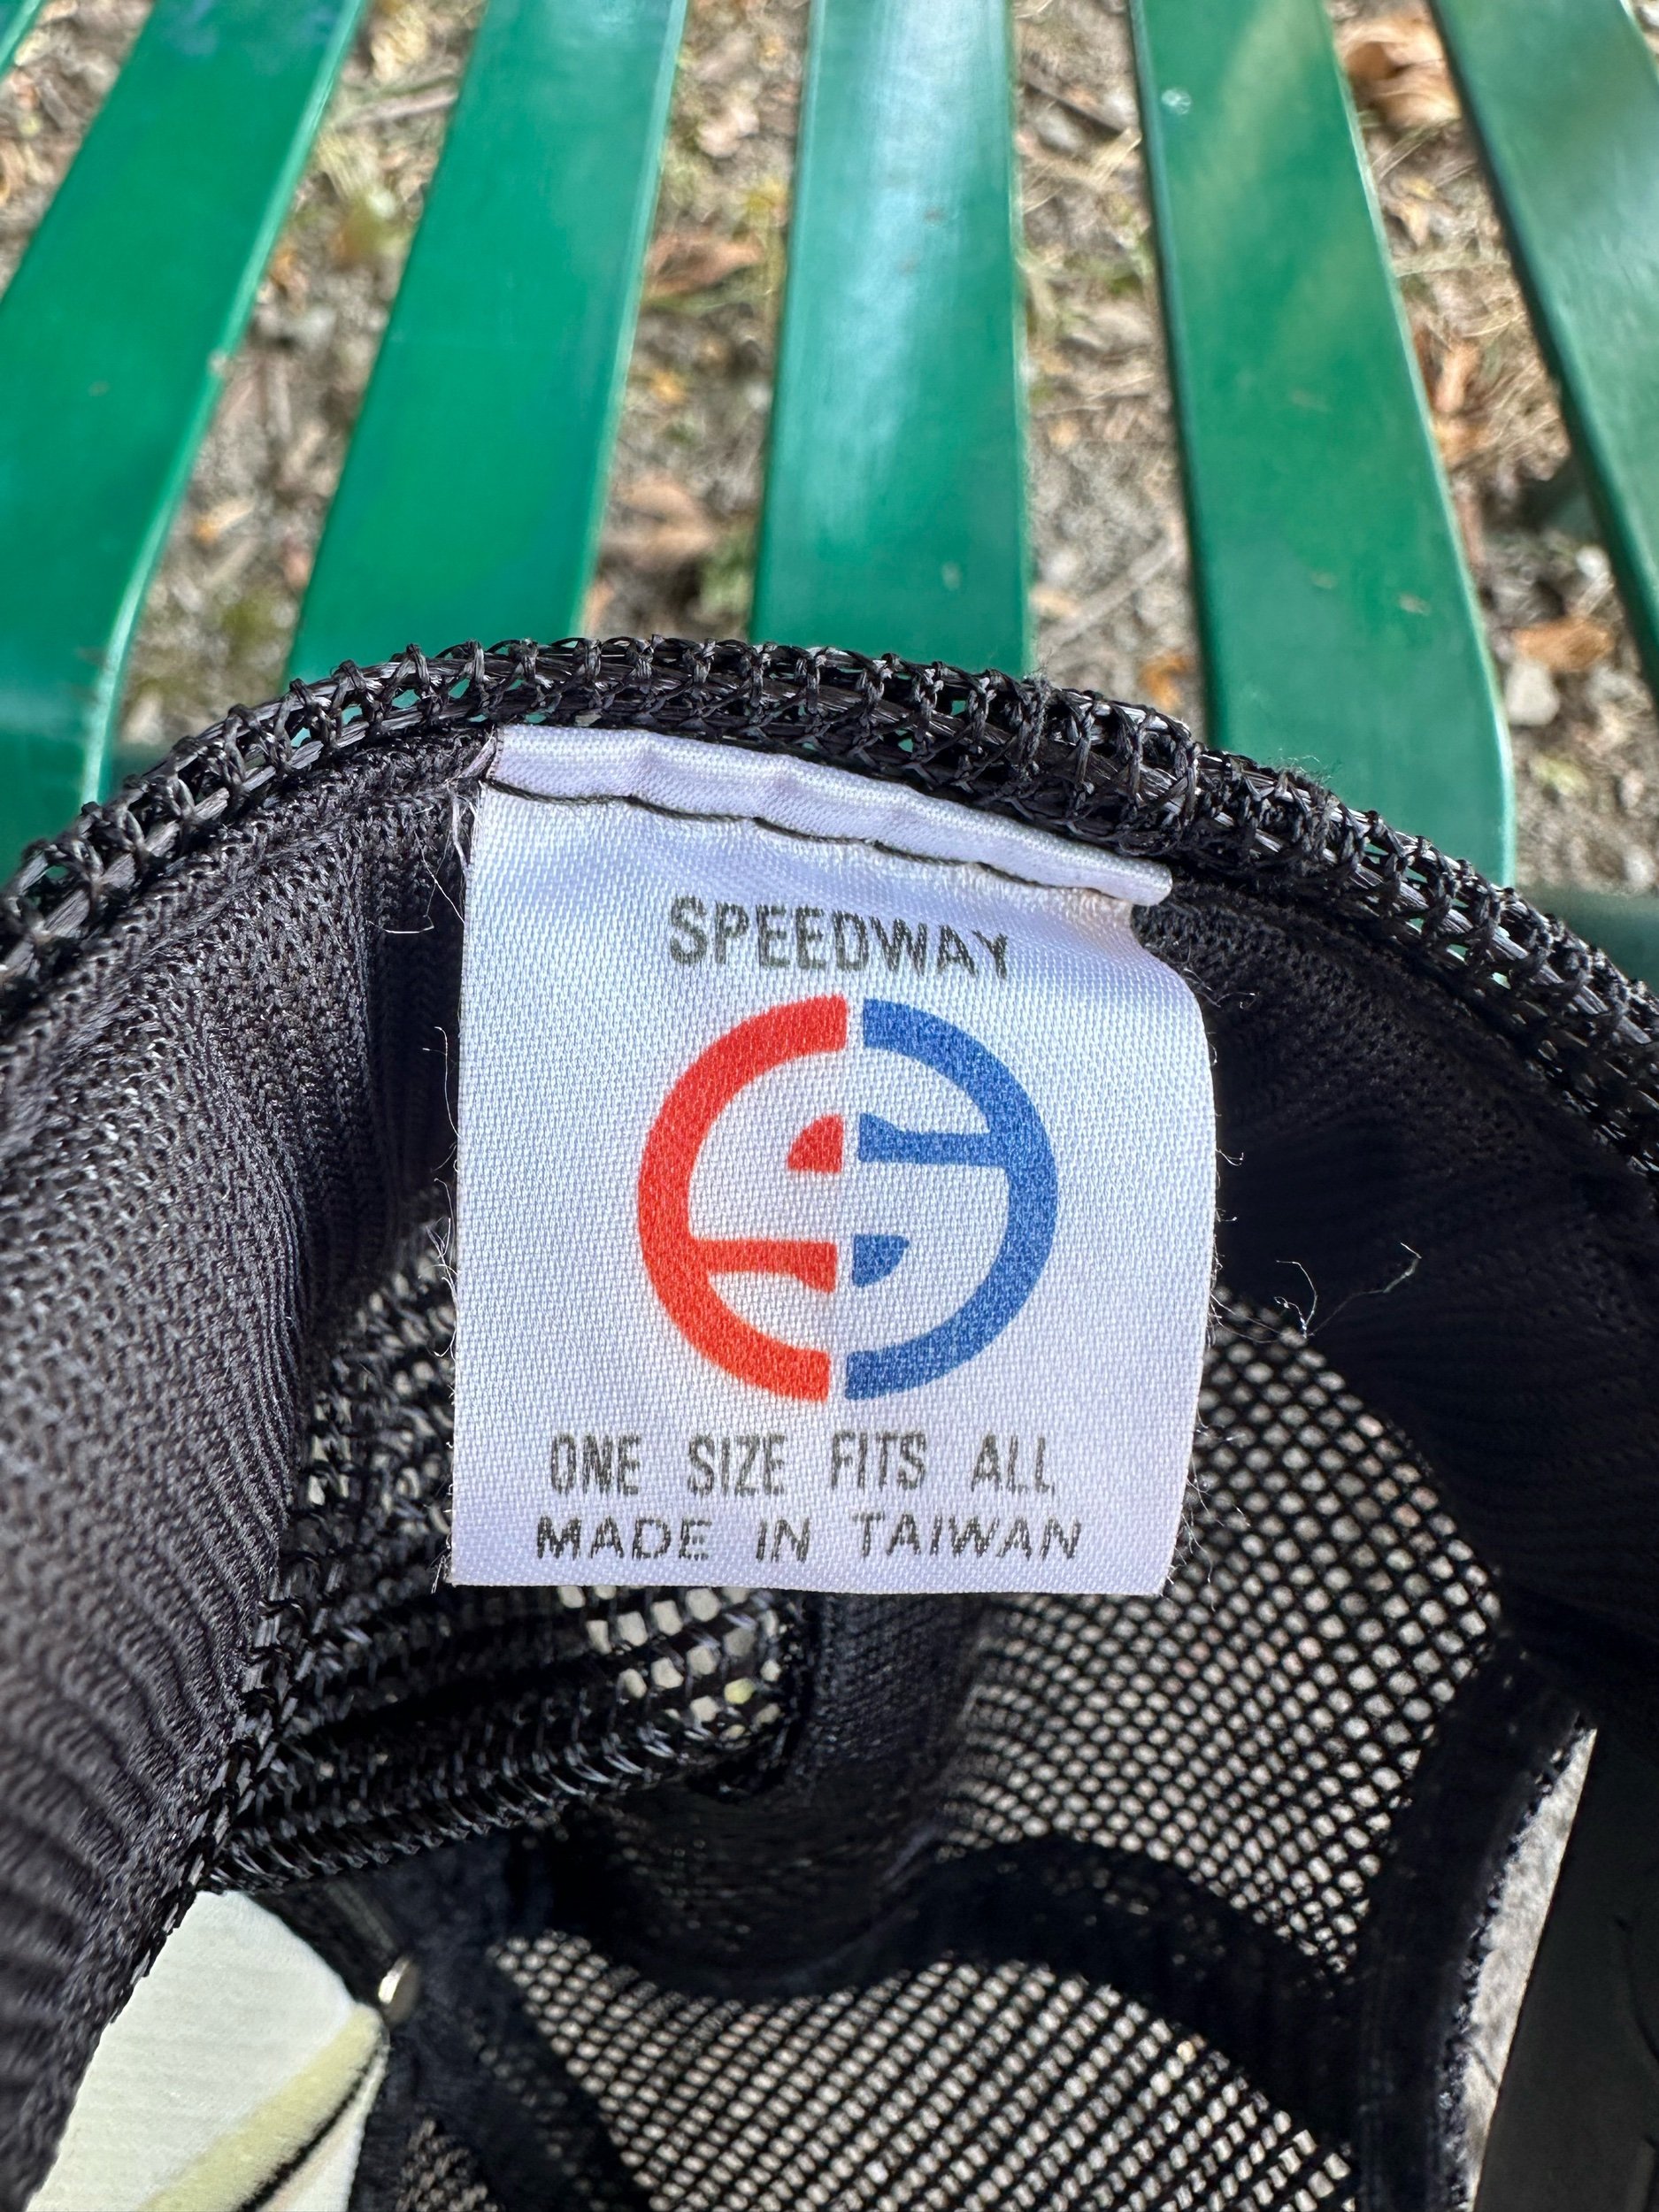 SPEEDWAY
ONE SIZE FITS ALL
MADE IN TAIWAN